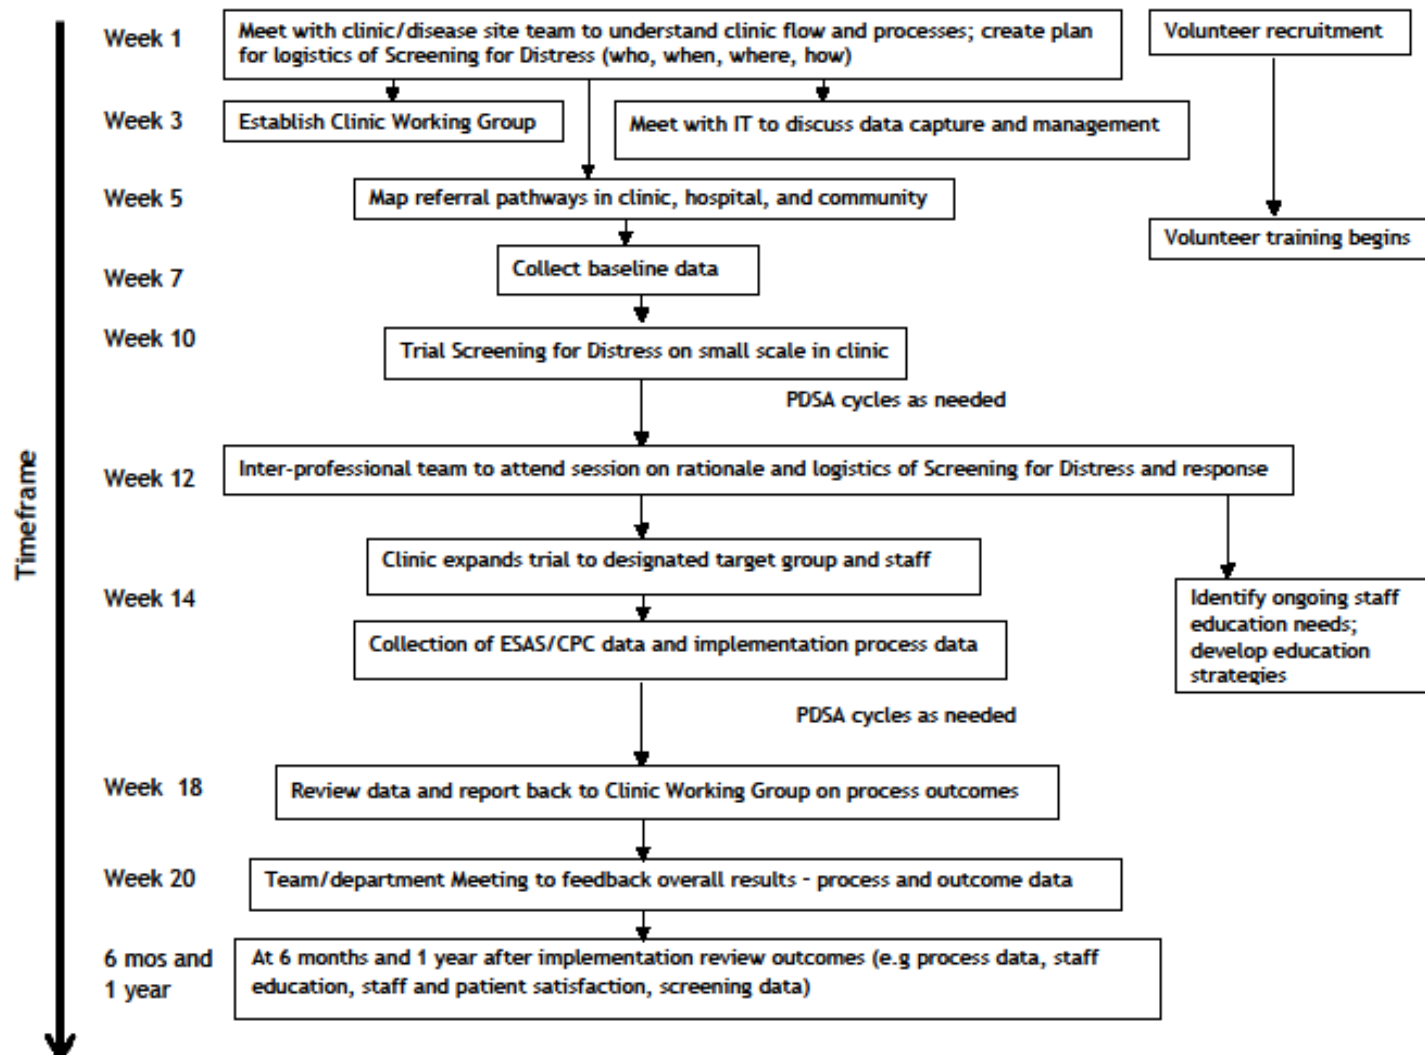 Timeframe
Week 1
Meet with clinic/disease site team to understand clinic flow and processes; create plan
for logistics of Screening for Distress (who, when, where, how)
Volunteer recruitment
Week 3
Establish Clinic Working Group
Meet with IT to discuss data capture and management
Week 5
Map referral pathways in clinic, hospital, and community
Volunteer training begins
Week 7
Collect baseline data
Week 10
Trial Screening for Distress on small scale in clinic
PDSA cycles as needed
Week 12
Inter-professional team to attend session on rationale and logistics of Screening for Distress and response
Clinic expands trial to designated target group and staff
Week 14
Identify ongoing staff
education needs;
develop education
strategies
Collection of ESAS/CPC data and implementation process data
PDSA cycles as needed
Week 18
Review data and report back to Clinic Working Group on process outcomes
Week 20
Team/department Meeting to feedback overall results - process and outcome data
6 mos and
1 year
At 6 months and 1 year after implementation review outcomes (e.g process data, staff
education, staff and patient satisfaction, screening data)